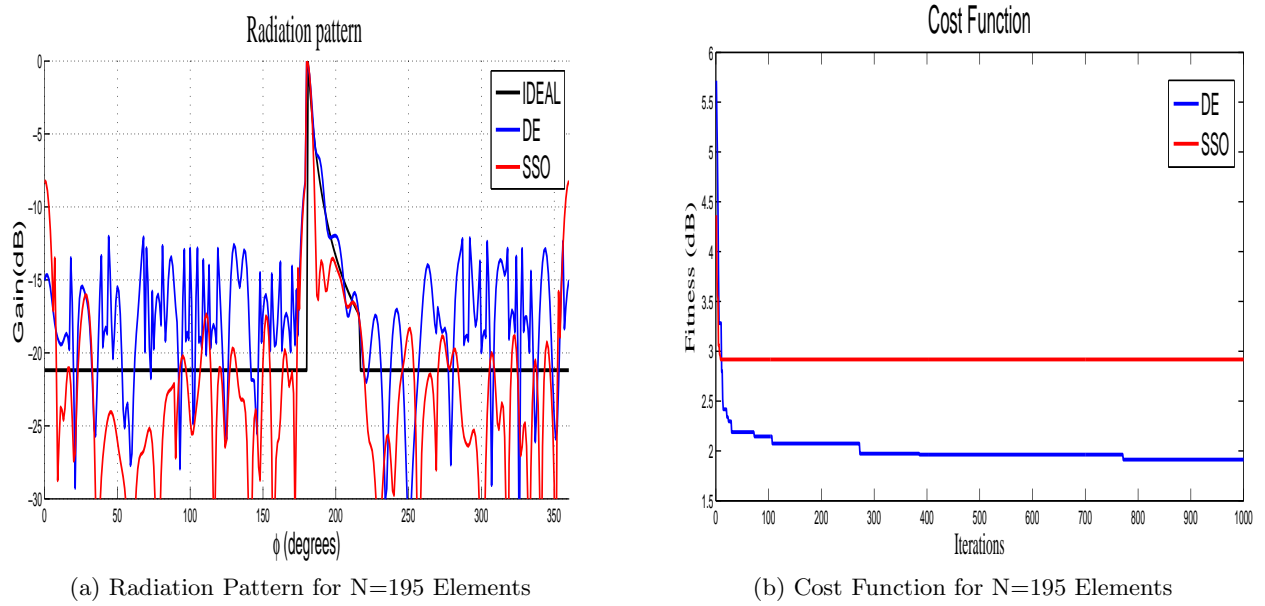 Radiation pattern
0
−5
−10
−15
−20
−25
−30
0 50 100 150 200 250 300 350
Gain(dB)
ϕ (degrees)
IDEAL
DE
SSO
(a) Radiation Pattern for N=195 Elements
Cost Function
6
5.5
5
4.5
4
3.5
3
2.5
2
1.5
0 100 200 300 400 500 600 700 800 900 1000
Fitness (dB)
Iterations
DE
SSO
(b) Cost Function for N=195 Elements